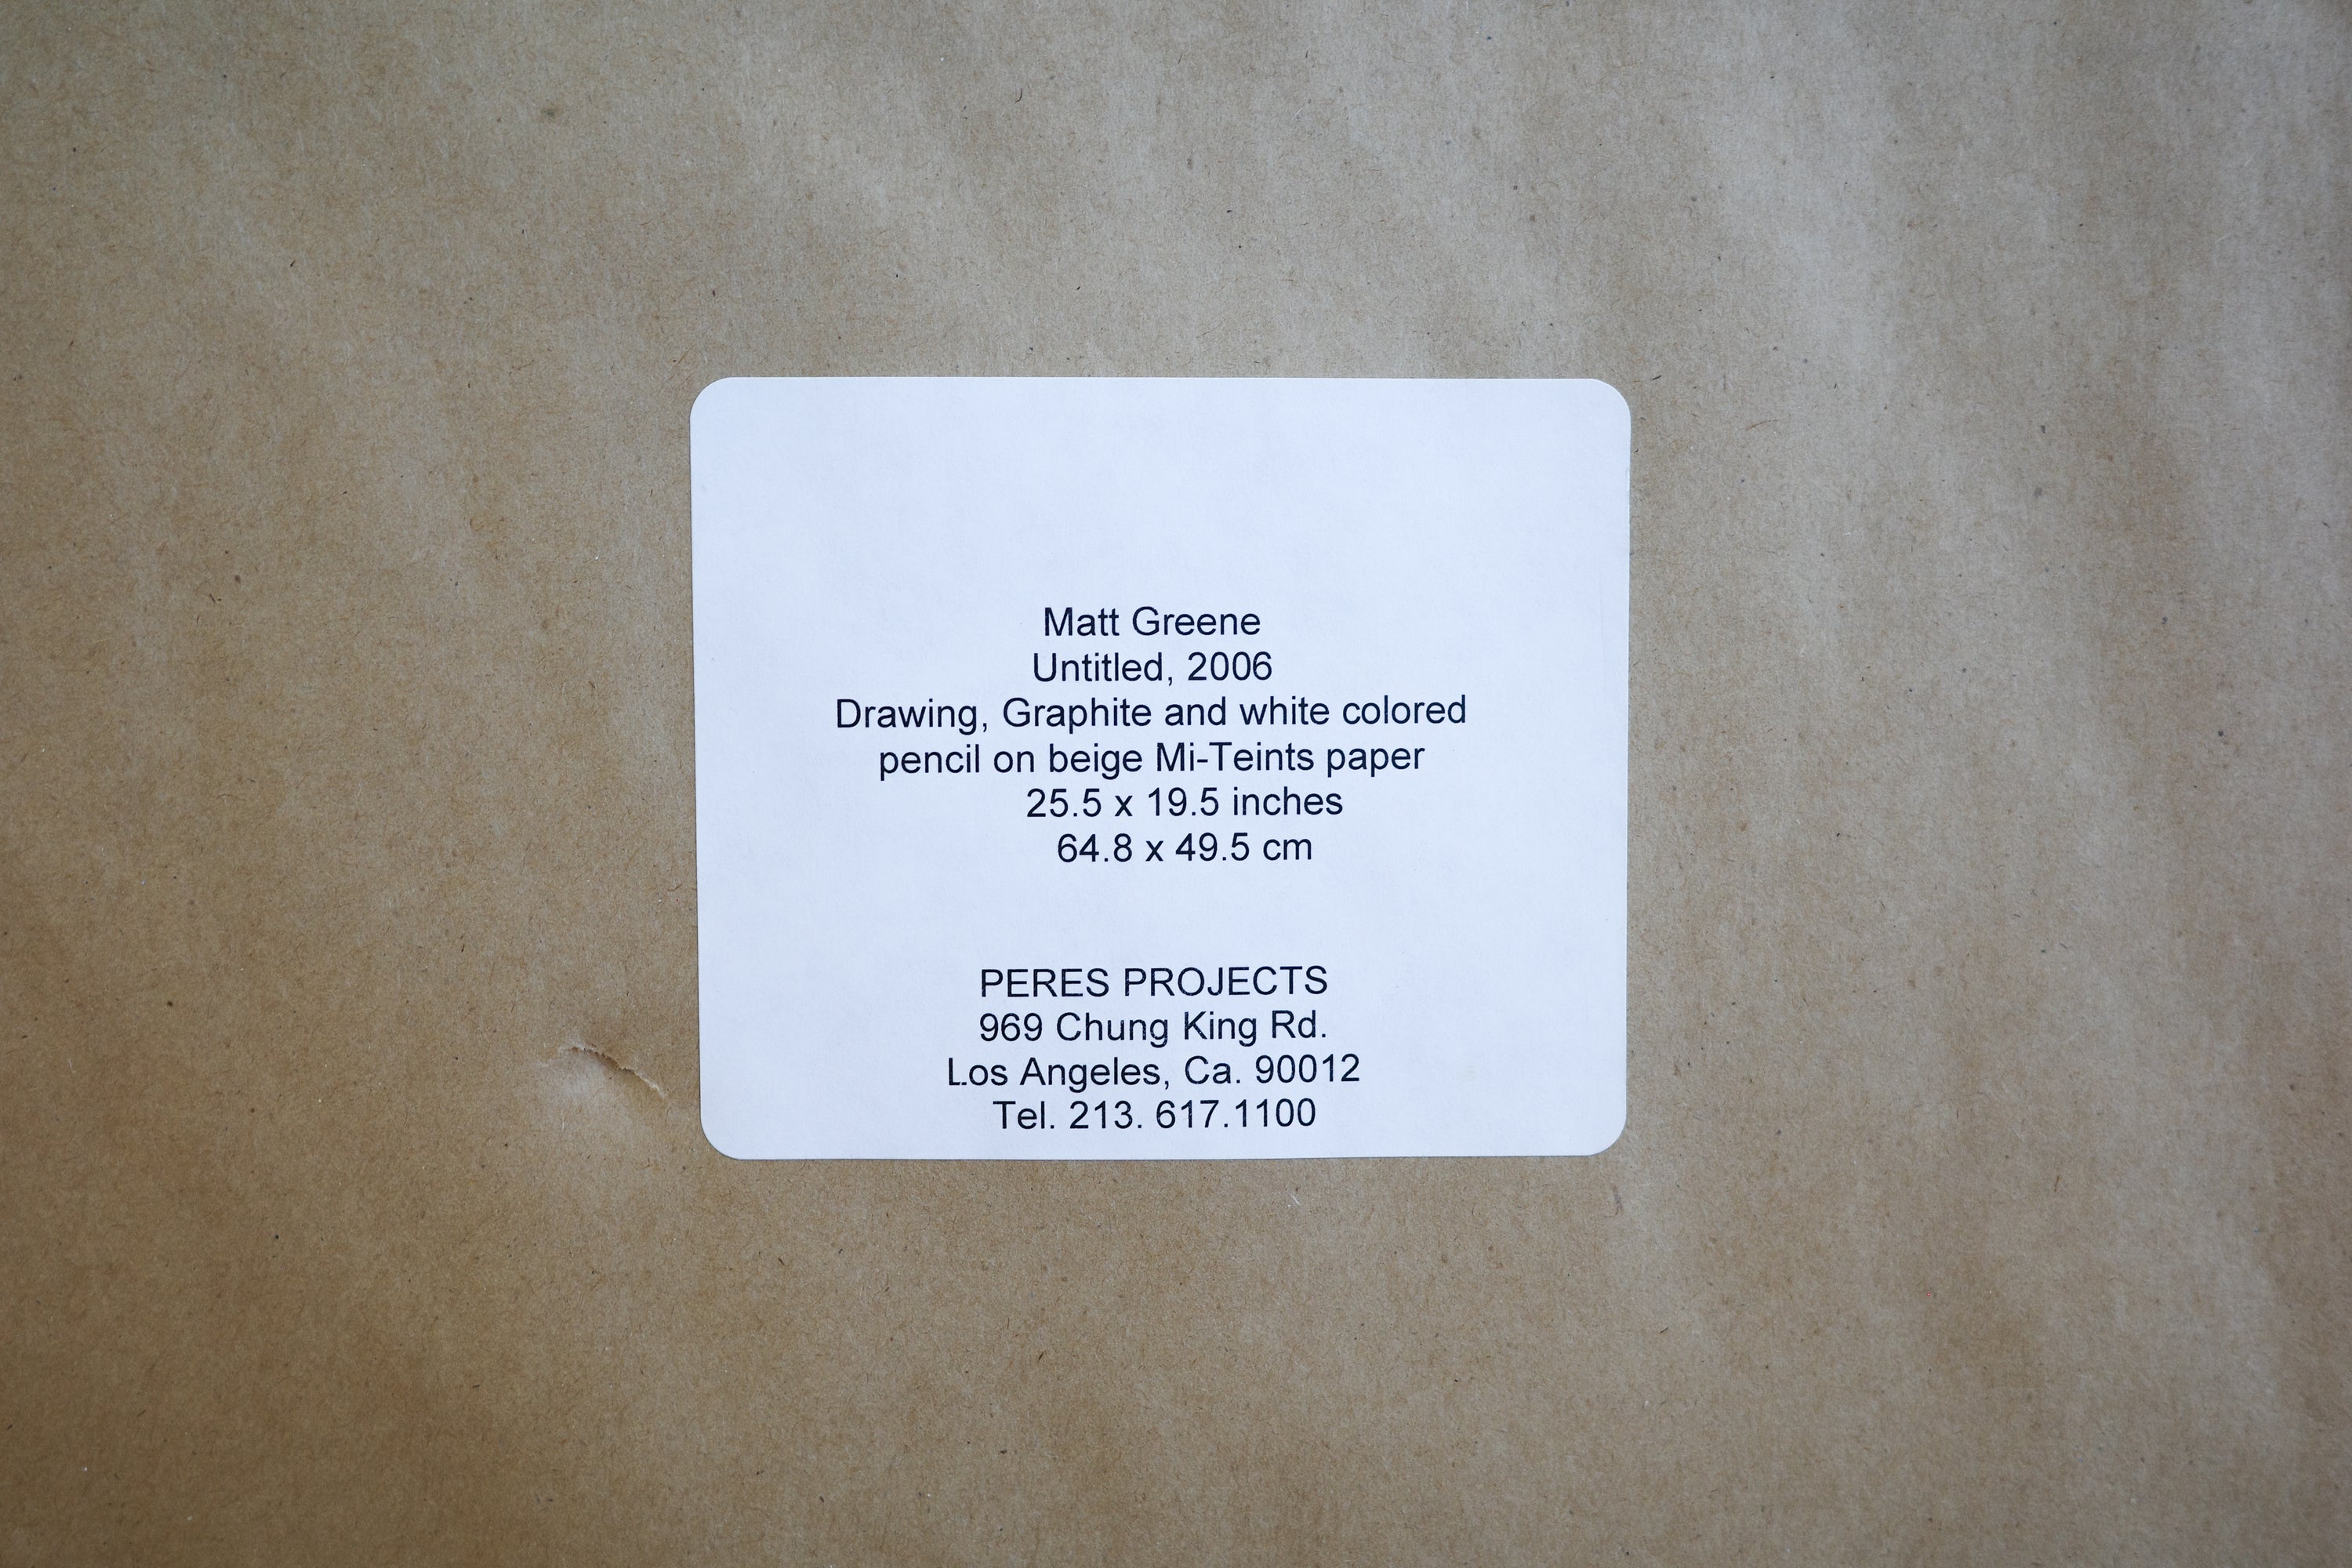 Matt Greene
Untitled, 2006
Drawing, Graphite and white colored
pencil on beige Mi-Teints paper
25.5 x 19.5 inches
64.8 x 49.5 cm
PERES PROJECTS
969 Chung King Rd.
Los Angeles, Ca. 90012
Tel. 213. 617.1100